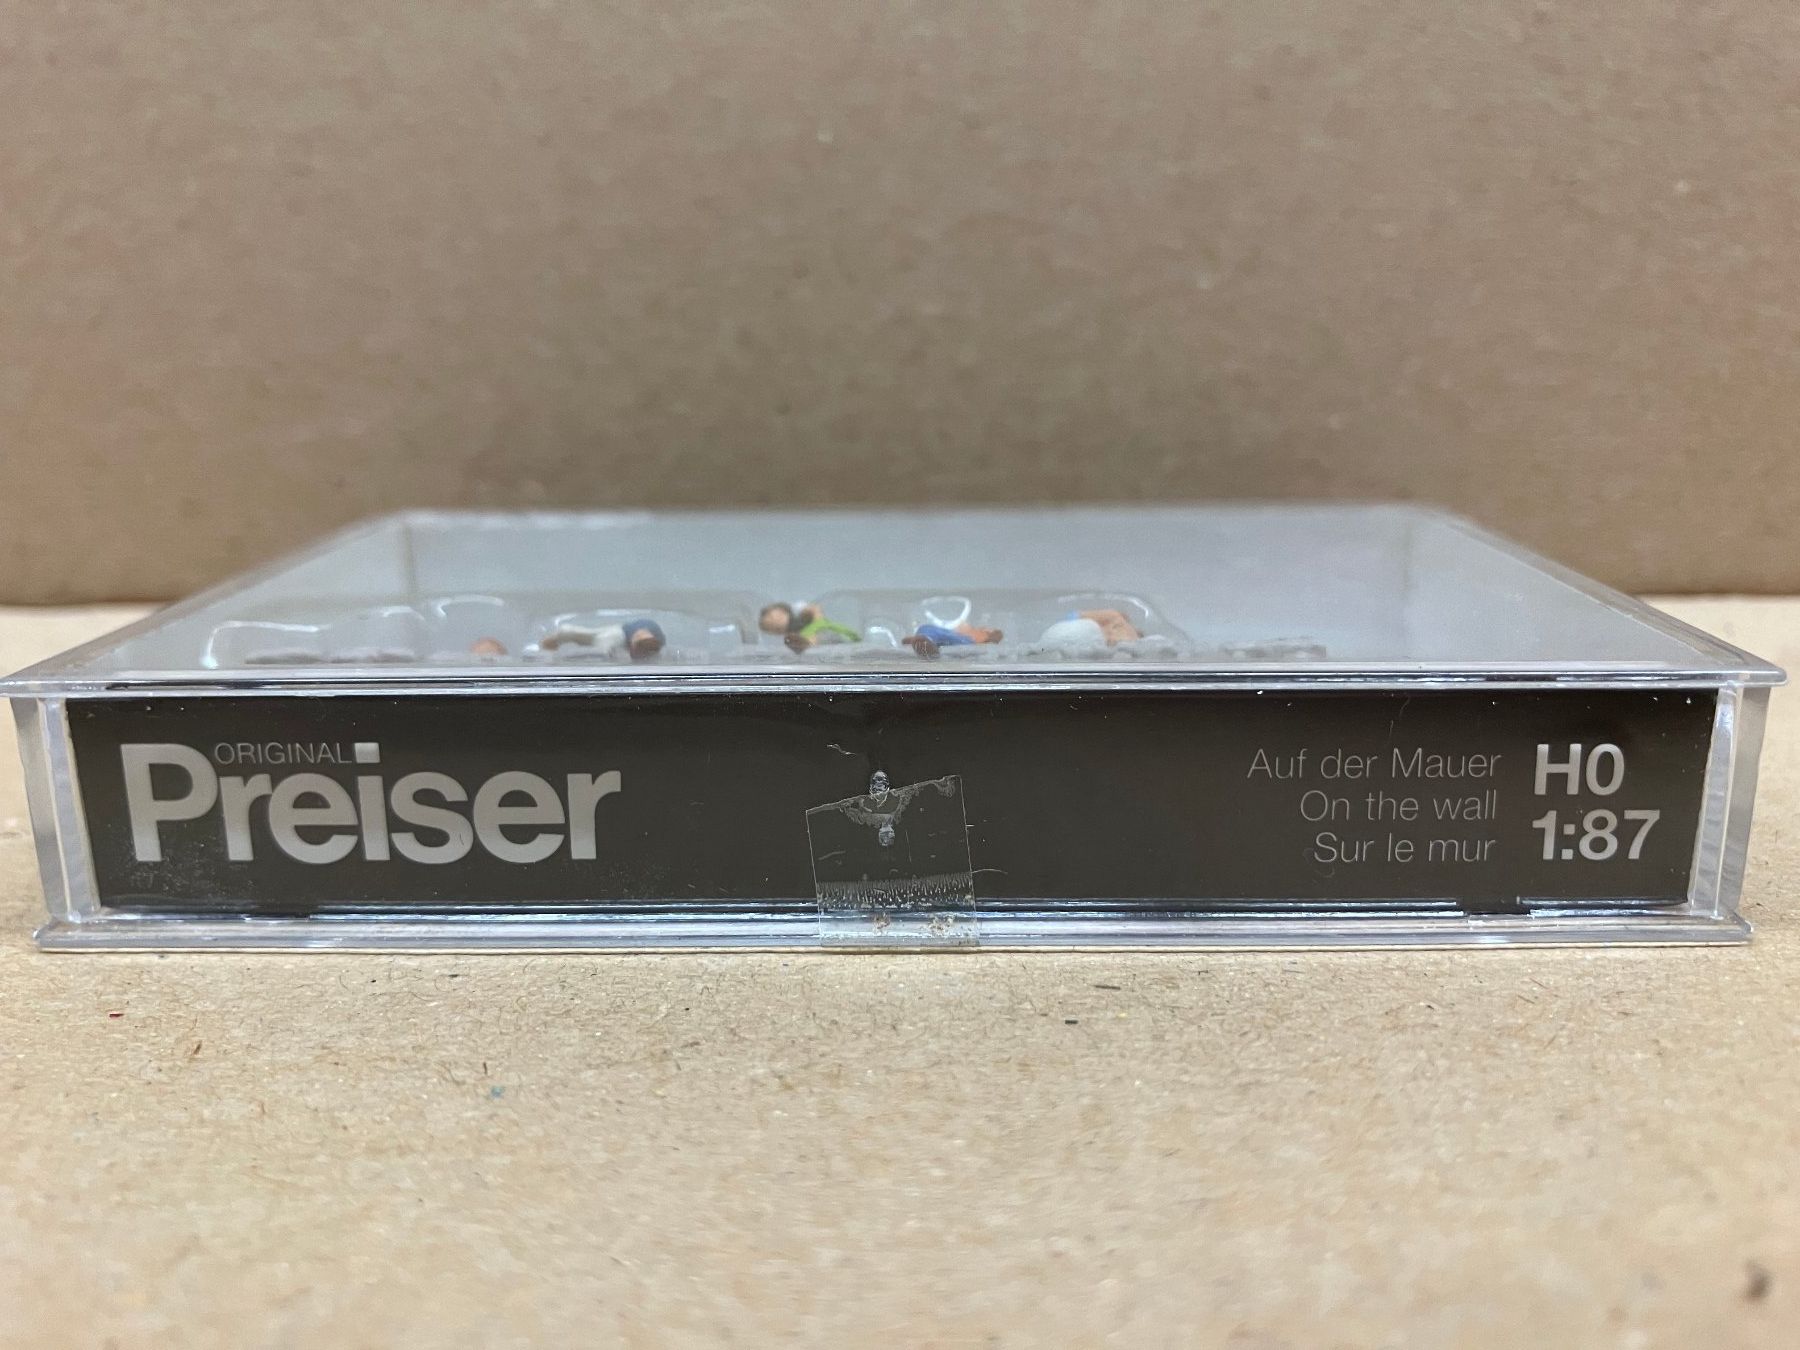 ORIGINAL
Preiser
Auf der Mauer
On the wall
Sur le mur
H0
1:87